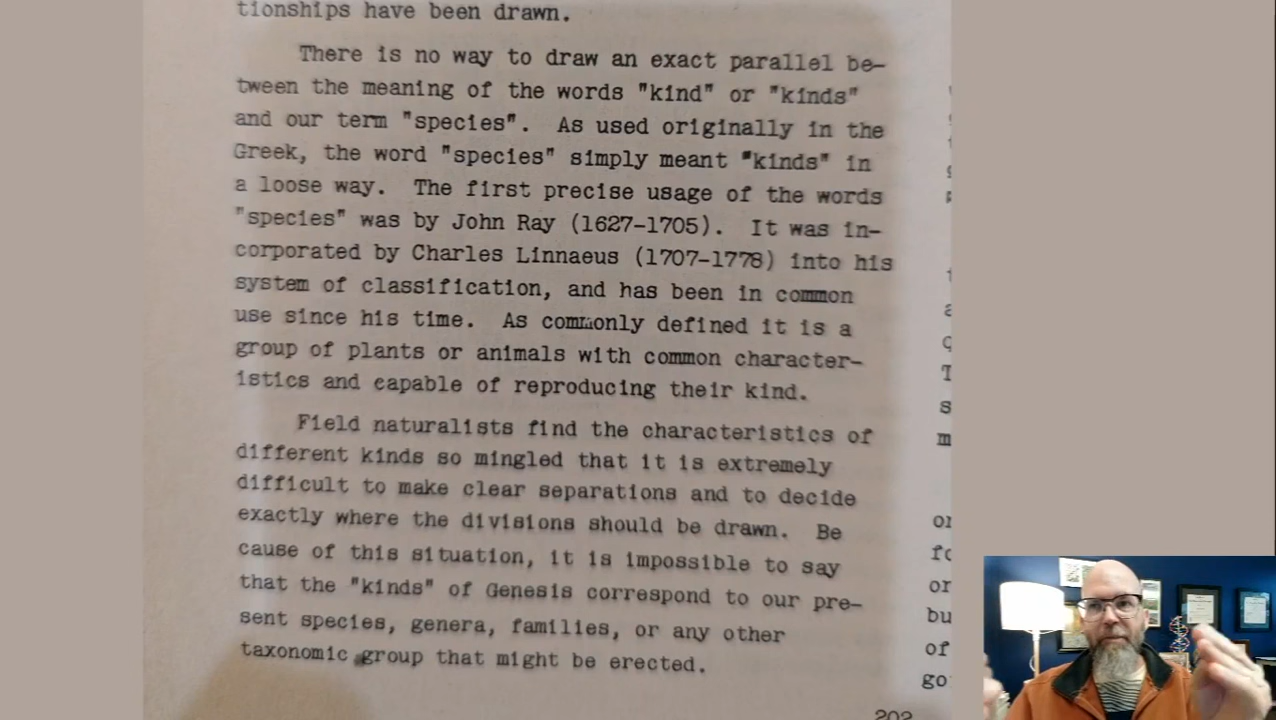 tionships have been drawn.
There is no way to draw an exact parallel be-
tween the meaning of the words "kind" or "kinds"
and our term "species". As used originally in the
Greek, the word "species" simply meant "kinds" in
a loose way. The first precise usage of the words
"species" was by John Ray (1627-1705). It was in-
corporated by Charles Linnaeus (1707-1778) into his
system of classification, and has been in common
use since his time. As commonly defined it is a
group of plants or animals with common character-
istics and capable of reproducing their kind.
Field naturalists find the characteristics of
different kinds so mingled that it is extremely
difficult to make clear separations and to decide
exactly where the divisions should be drawn. Be
cause of this situation, it is impossible to say
that the "kinds" of Genesis correspond to our pre-
sent species, genera, families, or any other
taxonomic group that might be erected.
202
or
bu
of
go